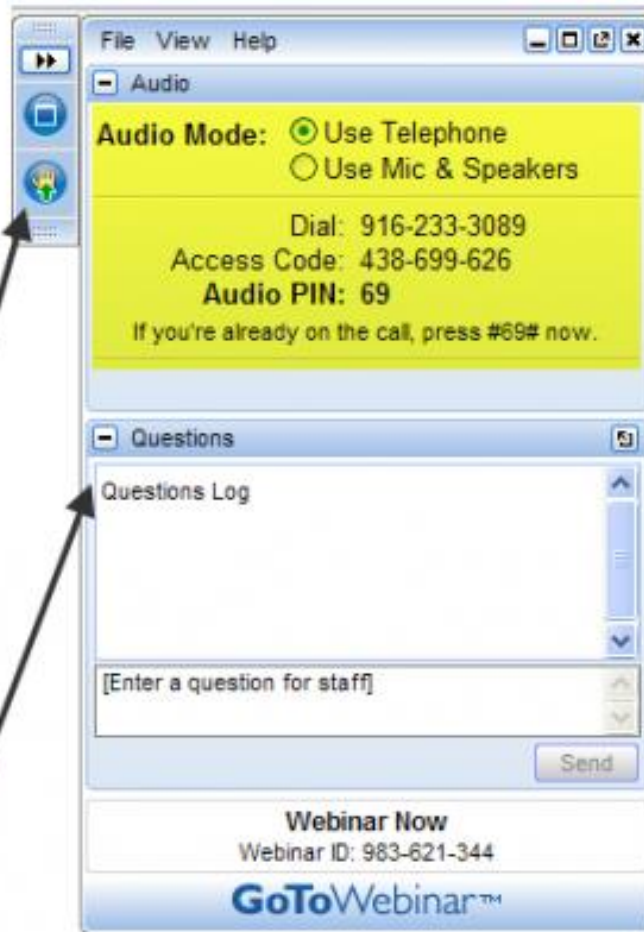 File View Help
Audio
Audio Mode: Use Telephone
Use Mic & Speakers
Dial: 916-233-3089
Access Code: 438-699-626
Audio PIN: 69
If you're already on the call, press #69# now.
Questions
Questions Log
[Enter a question for staff]
Send
Webinar Now
Webinar ID: 983-621-344
GoToWebinar™